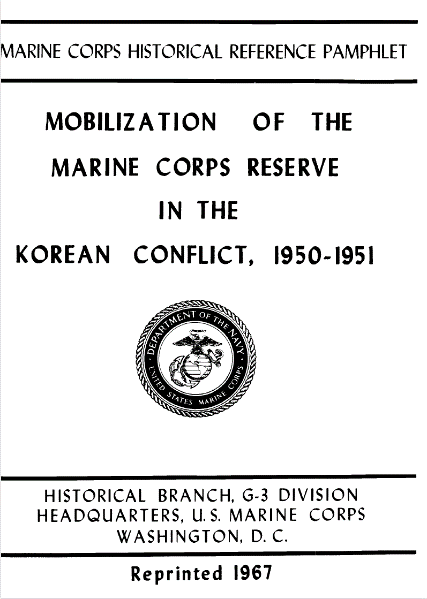 MARINE CORPS HISTORICAL REFERENCE PAMPHLET
MOBILIZATION OF THE
MARINE CORPS RESERVE
IN THE
KOREAN CONFLICT, 1950-1951
DEPARTMENT OF THE NAVY
UNITED STATES MARINE CORPS
HISTORICAL BRANCH, G-3 DIVISION
HEADQUARTERS, U.S. MARINE CORPS
WASHINGTON, D. C.
Reprinted 1967